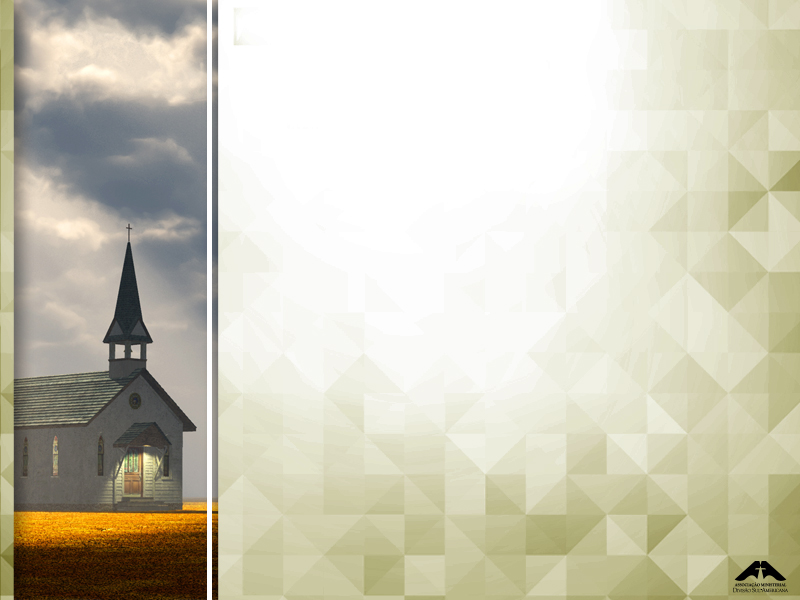 ASSOCIAÇÃO MINISTERIAL
DIVISÃO SUL-AMERICANA